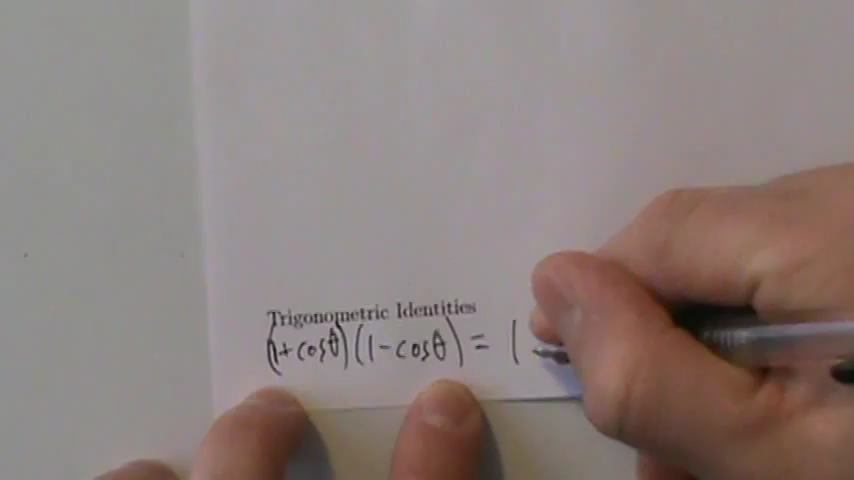 Trigonometric Identities
(1+cosθ)(1-cosθ) = 1 -